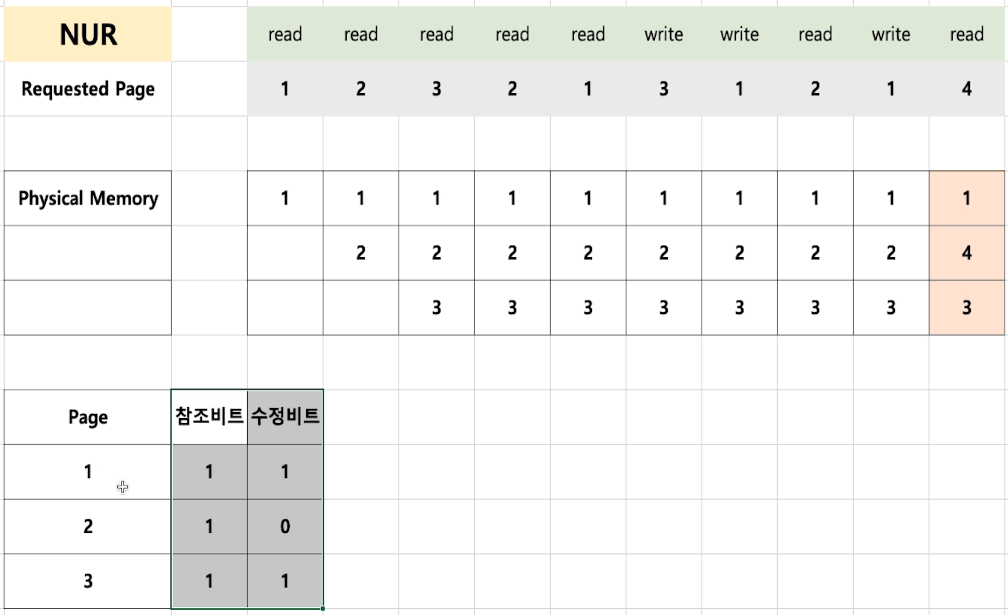 NUR read read read read read write write read write read
Requested Page 1 2 3 2 1 3 1 2 1 4
Physical Memory 1 1 1 1 1 1 1 1 1 1
2 2 2 2 2 2 2 2 4
3 3 3 3 3 3 3 3
Page 참조비트 수정비트
1 1 1
2 1 0
3 1 1